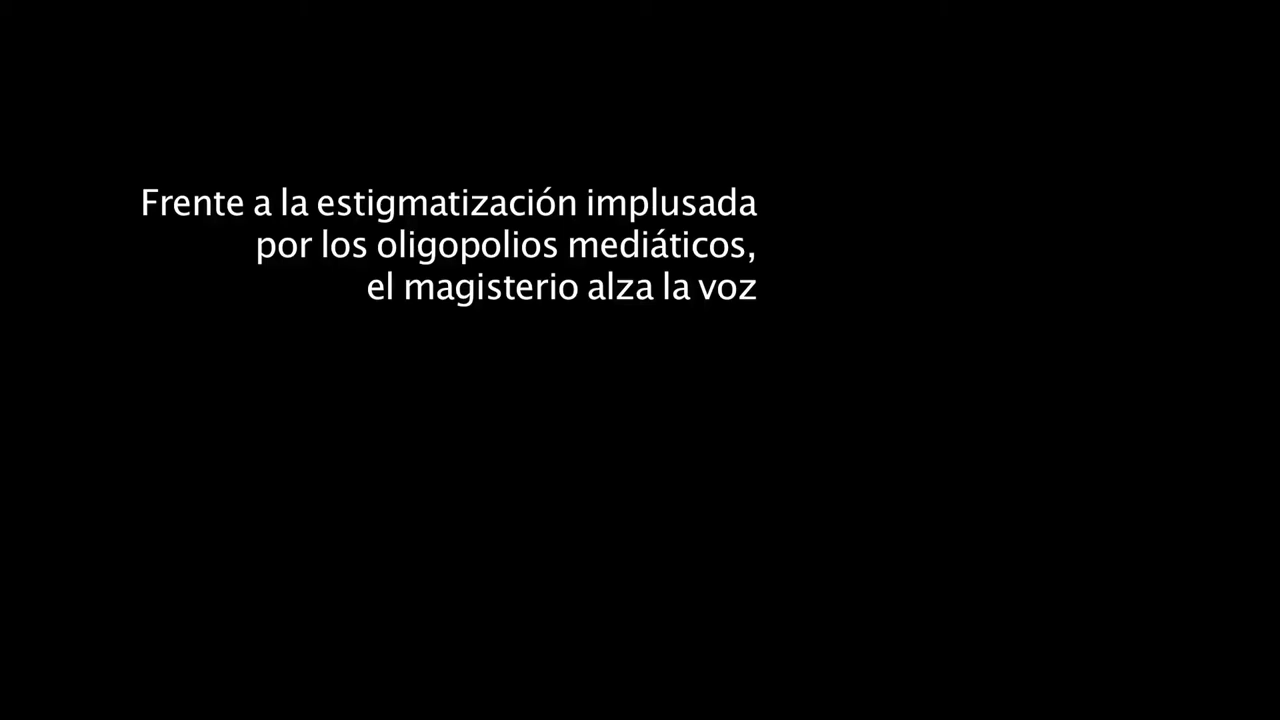 Frente a la estigmatización implusada
por los oligopolios mediáticos,
el magisterio alza la voz